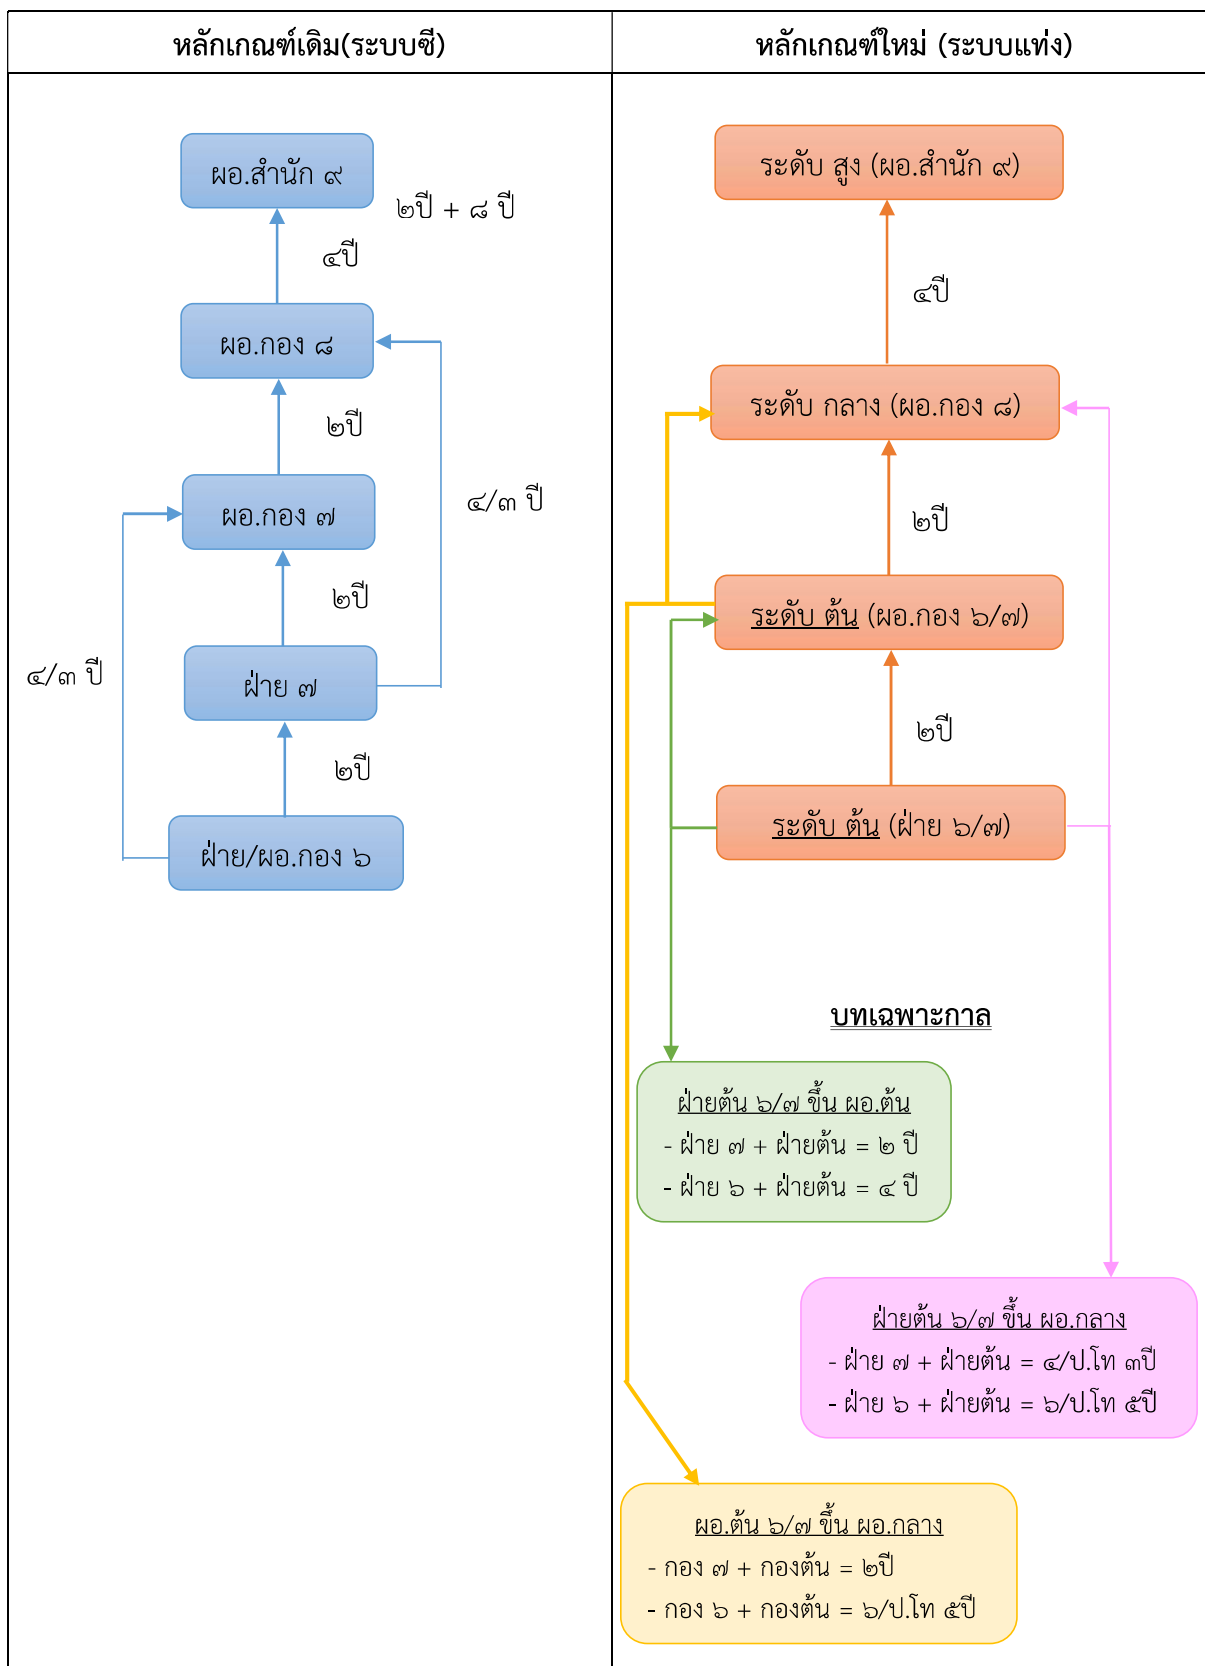 หลักเกณฑ์เดิม(ระบบซี)
ผอ.สำนัก ๙
๒ปี + ๘ ปี
๔ปี
ผอ.กอง ๘
๒ปี
๔/๓ ปี
ผอ.กอง ๗
๒ปี
๔/๓ ปี
ฝ่าย ๗
๒ปี
ฝ่าย/ผอ.กอง ๖
หลักเกณฑ์ใหม่ (ระบบแท่ง)
ระดับ สูง (ผอ.สำนัก ๙)
๔ปี
ระดับ กลาง (ผอ.กอง ๘)
๒ปี
ระดับ ต้น (ผอ.กอง ๖/๗)
๒ปี
ระดับ ต้น (ฝ่าย ๖/๗)
บทเฉพาะกาล
ฝ่ายต้น ๖/๗ ขึ้น ผอ.ต้น
- ฝ่าย ๗ + ฝ่ายต้น = ๒ ปี
- ฝ่าย ๖ + ฝ่ายต้น = ๔ ปี
ฝ่ายต้น ๖/๗ ขึ้น ผอ.กลาง
- ฝ่าย ๗ + ฝ่ายต้น = ๔/ป.โท ๓ปี
- ฝ่าย ๖ + ฝ่ายต้น = ๖/ป.โท ๕ปี
ผอ.ต้น ๖/๗ ขึ้น ผอ.กลาง
- กอง ๗ + กองต้น = ๒ปี
- กอง ๖ + กองต้น = ๖/ป.โท ๕ปี